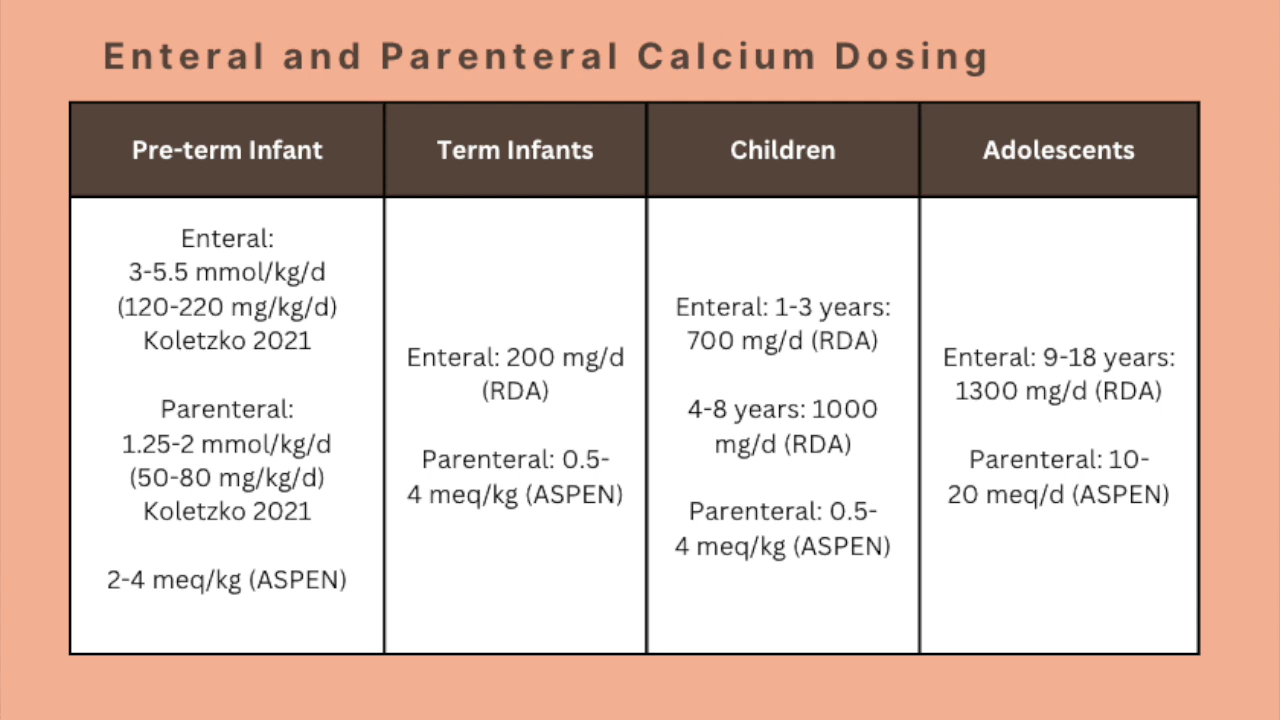 Enteral and Parenteral Calcium Dosing
Pre-term Infant
Term Infants
Children
Adolescents
Enteral:
3-5.5 mmol/kg/d
(120-220 mg/kg/d)
Koletzko 2021
Parenteral:
1.25-2 mmol/kg/d
(50-80 mg/kg/d)
Koletzko 2021
2-4 meq/kg (ASPEN)
Enteral: 200 mg/d
(RDA)
Parenteral: 0.5-
4 meq/kg (ASPEN)
Enteral: 1-3 years:
700 mg/d (RDA)
4-8 years: 1000
mg/d (RDA)
Parenteral: 0.5-
4 meq/kg (ASPEN)
Enteral: 9-18 years:
1300 mg/d (RDA)
Parenteral: 10-
20 meq/d (ASPEN)